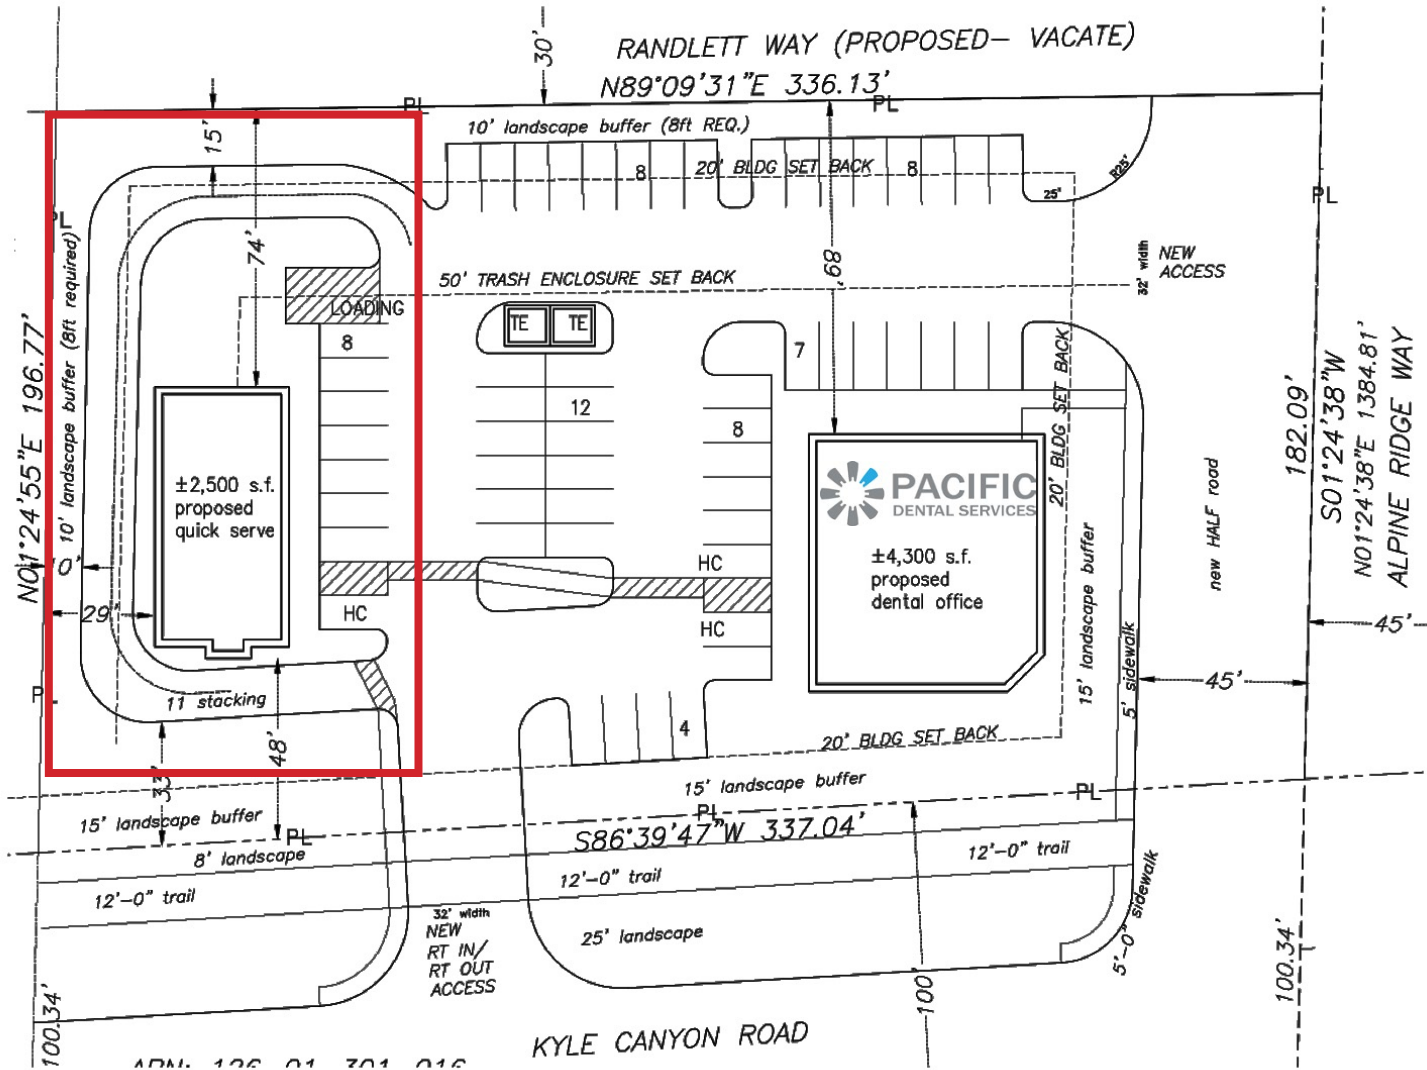 RANDLETT WAY (PROPOSED- VACATE)
N89°09'31"E 336.13'
30'
PL
PL
15'
10' landscape buffer (8ft REQ.)
8
20' BLDG SET BACK
8
R25'
25'
PL
PL
74'
68'
32' width
NEW
ACCESS
50' TRASH ENCLOSURE SET BACK
LOADING
TE
TE
8
7
12
8
10' landscape buffer (8ft required)
N01°24'55"E 196.77'
±2,500 s.f.
proposed
quick serve
PACIFIC
DENTAL SERVICES
±4,300 s.f.
proposed
dental office
20' BLDG SET BACK
182.09'
S01°24'38"W
N01°24'38"E 1384.81'
ALPINE RIDGE WAY
new HALF road
15' landscape buffer
5' sidewalk
10'
29'
HC
HC
HC
45'
45'
PL
11 stacking
48'
33'
4
20' BLDG SET BACK
15' landscape buffer
PL
PL
15' landscape buffer
PL
S86°39'47"W 337.04'
8' landscape
12'-0" trail
12'-0" trail
12'-0" trail
32' width
NEW
RT IN/
RT OUT
ACCESS
25' landscape
5'-0" sidewalk
100.34'
100'
100.34'
KYLE CANYON ROAD